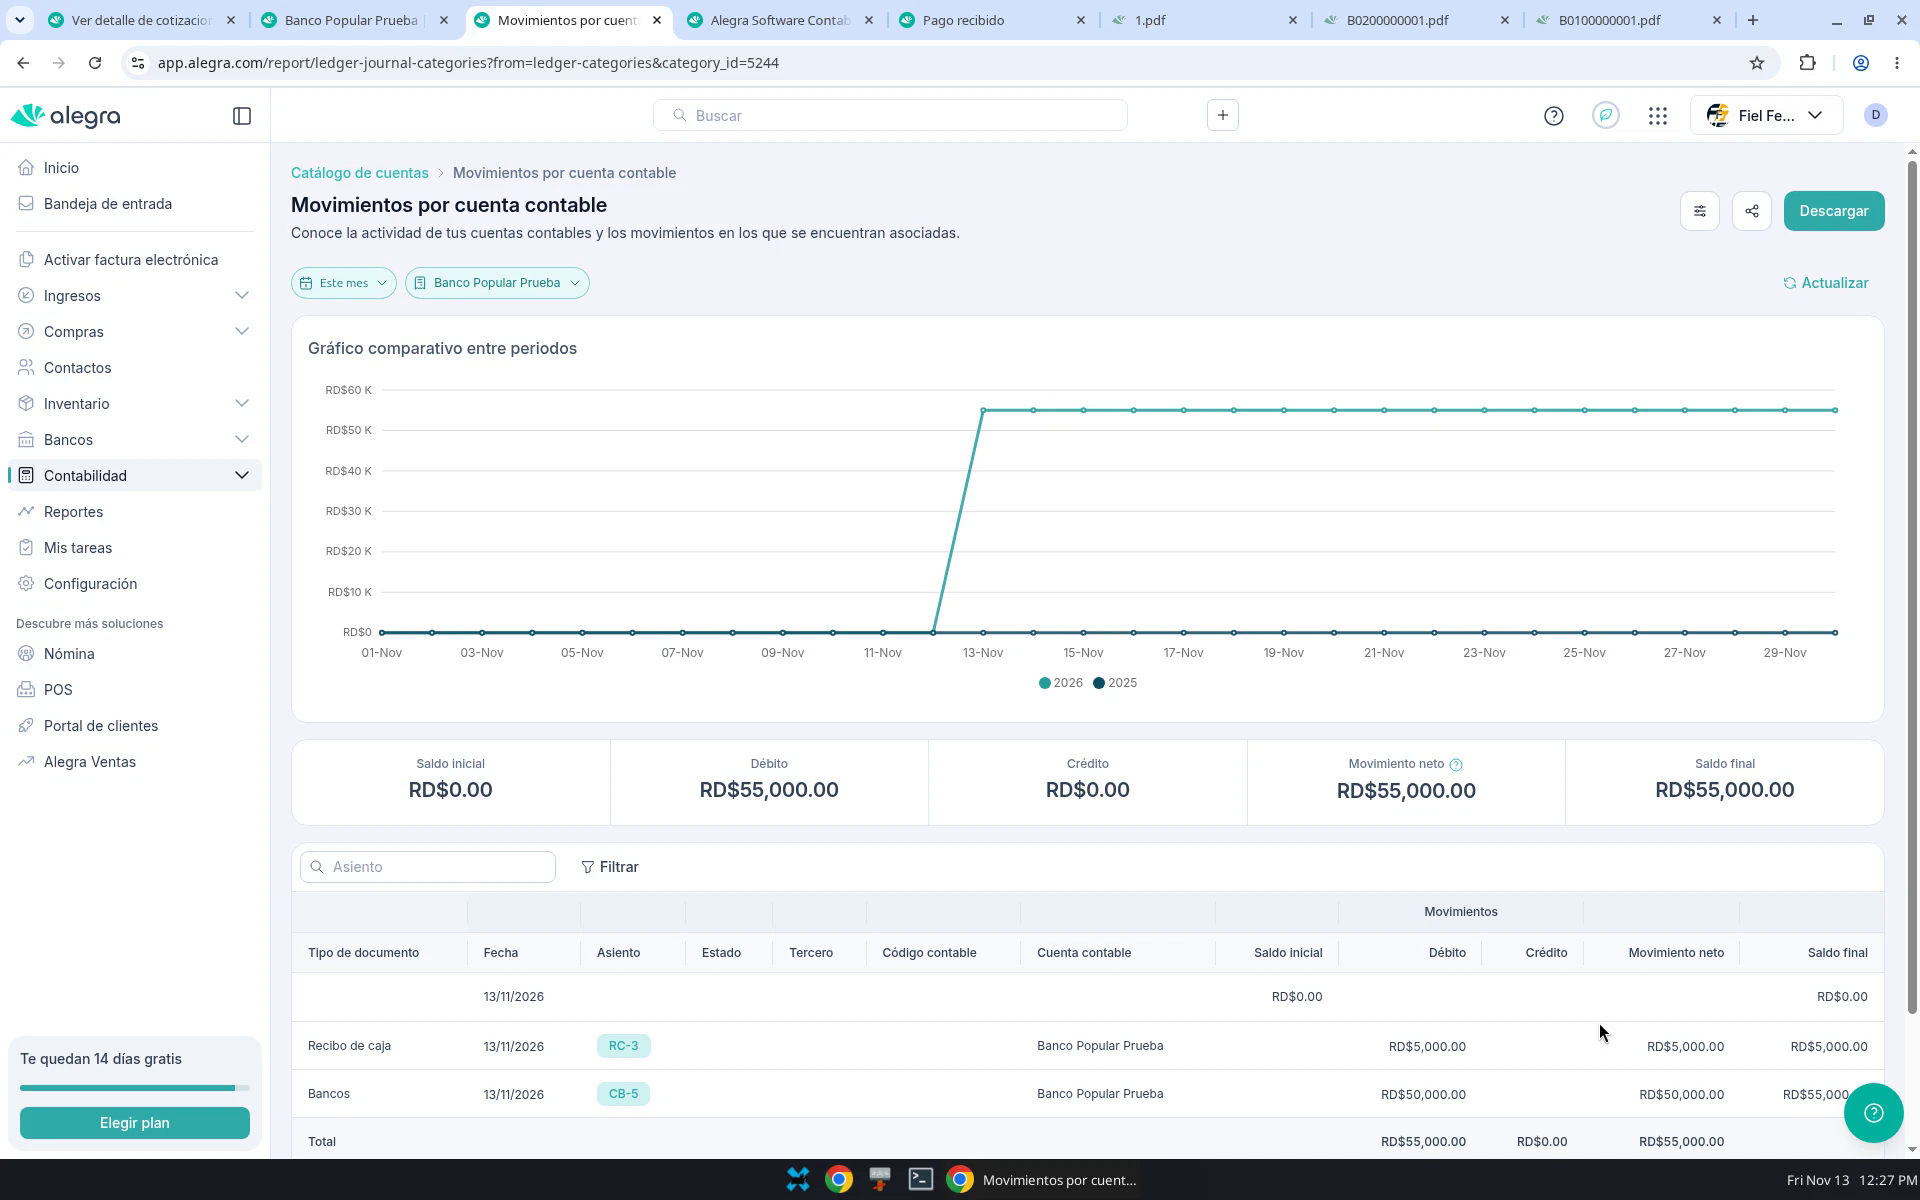 Ver detalle de cotizacio
Banco Popular Prueba
Movimientos por cuent
Alegra Software Contab
Pago recibido
1.pdf
B0200000001.pdf
B0100000001.pdf
app.alegra.com/report/ledger-journal-categories?from=ledger-categories&category_id=5244
alegra
Buscar
Fiel Fe...
D
Inicio
Bandeja de entrada
Activar factura electrónica
Ingresos
Compras
Contactos
Inventario
Bancos
Contabilidad
Reportes
Mis tareas
Configuración
Descubre más soluciones
Nómina
POS
Portal de clientes
Alegra Ventas
Te quedan 14 días gratis
Elegir plan
Catálogo de cuentas > Movimientos por cuenta contable
Movimientos por cuenta contable
Conoce la actividad de tus cuentas contables y los movimientos en los que se encuentran asociadas.
Descargar
Este mes
Banco Popular Prueba
Actualizar
Gráfico comparativo entre periodos
RD$60 K
RD$50 K
RD$40 K
RD$30 K
RD$20 K
RD$10 K
RD$0
01-Nov 03-Nov 05-Nov 07-Nov 09-Nov 11-Nov 13-Nov 15-Nov 17-Nov 19-Nov 21-Nov 23-Nov 25-Nov 27-Nov 29-Nov
2026 2025
Saldo inicial
RD$0.00
Débito
RD$55,000.00
Crédito
RD$0.00
Movimiento neto
RD$55,000.00
Saldo final
RD$55,000.00
Asiento
Filtrar
Movimientos
Tipo de documento Fecha Asiento Estado Tercero Código contable Cuenta contable Saldo inicial Débito Crédito Movimiento neto Saldo final
13/11/2026 RD$0.00 RD$0.00
Recibo de caja 13/11/2026 RC-3 Banco Popular Prueba RD$5,000.00 RD$5,000.00 RD$5,000.00
Bancos 13/11/2026 CB-5 Banco Popular Prueba RD$50,000.00 RD$50,000.00 RD$55,000
Total RD$55,000.00 RD$0.00 RD$55,000.00
Movimientos por cuent...
Fri Nov 13 12:27 PM